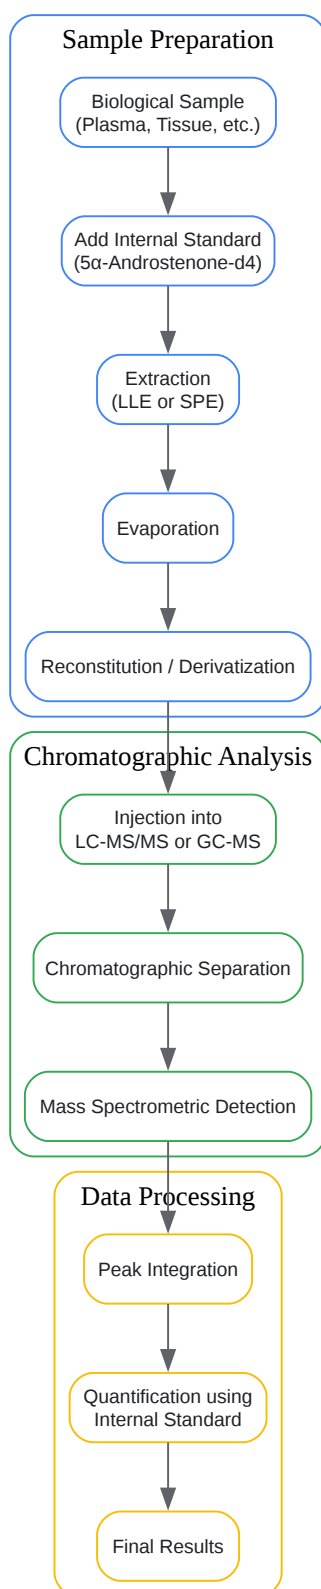 Sample Preparation
Biological Sample
(Plasma, Tissue, etc.)
Add Internal Standard
(5α-Androstenone-d4)
Extraction
(LLE or SPE)
Evaporation
Reconstitution / Derivatization
Chromatographic Analysis
Injection into
LC-MS/MS or GC-MS
Chromatographic Separation
Mass Spectrometric Detection
Data Processing
Peak Integration
Quantification using
Internal Standard
Final Results